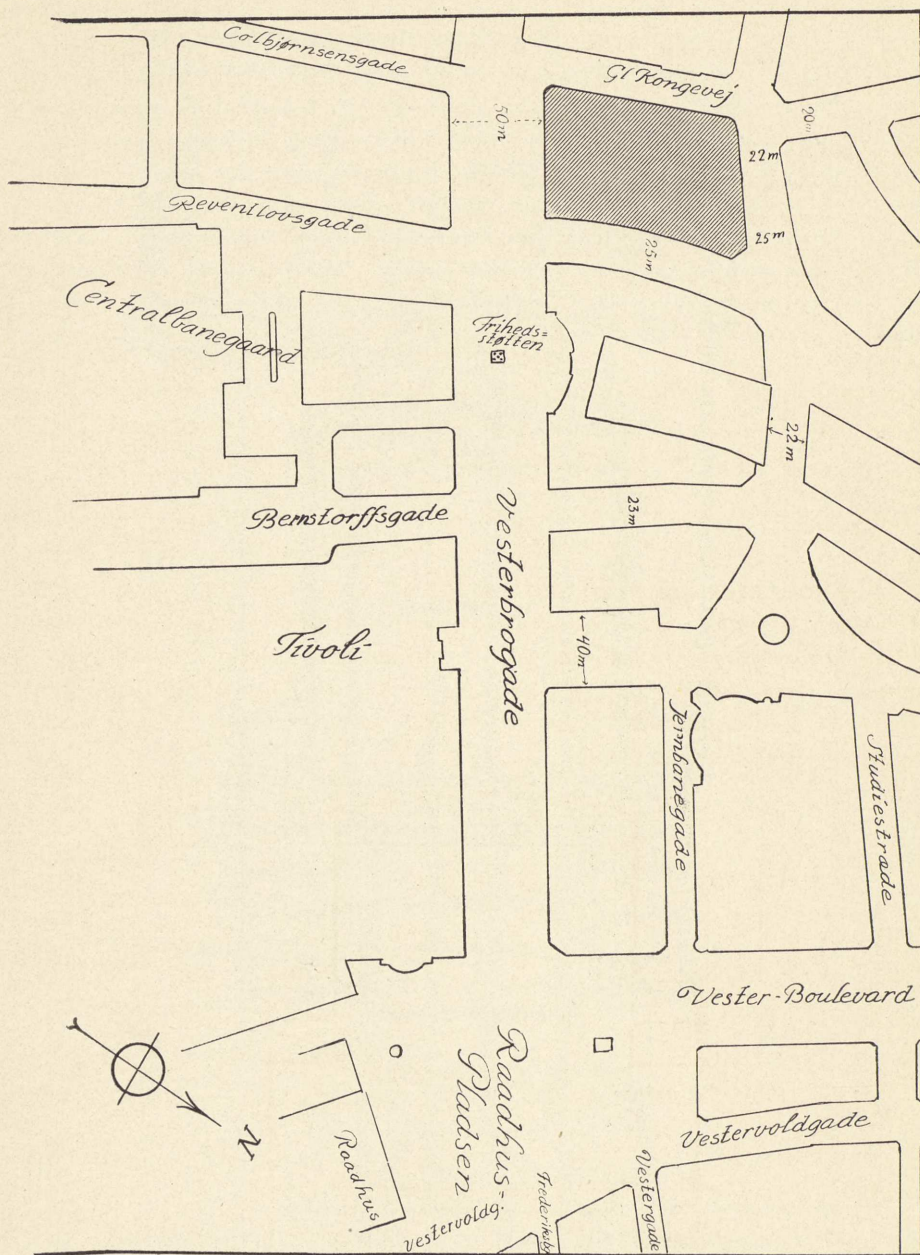 Colbjørnsensgade
Gl Kongevej
50m
20m
22m
25m
Reventlovsgade
25m
Centralbanegaard
Friheds=
støtten
22m
Bernstorffsgade
Vesterbrogade
23m
Tivoli
40m
Jernbanegade
Studiestræde
Vester-Boulevard
Raadhus=
Pladsen
Vestervoldgade
N
Raadhus
Vestervoldg.
Vestergade